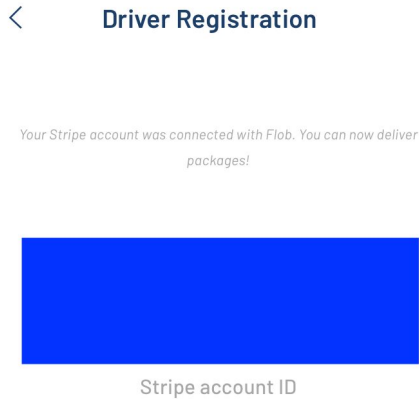 Driver Registration
Your Stripe account was connected with Flob. You can now deliver
packages!
Stripe account ID